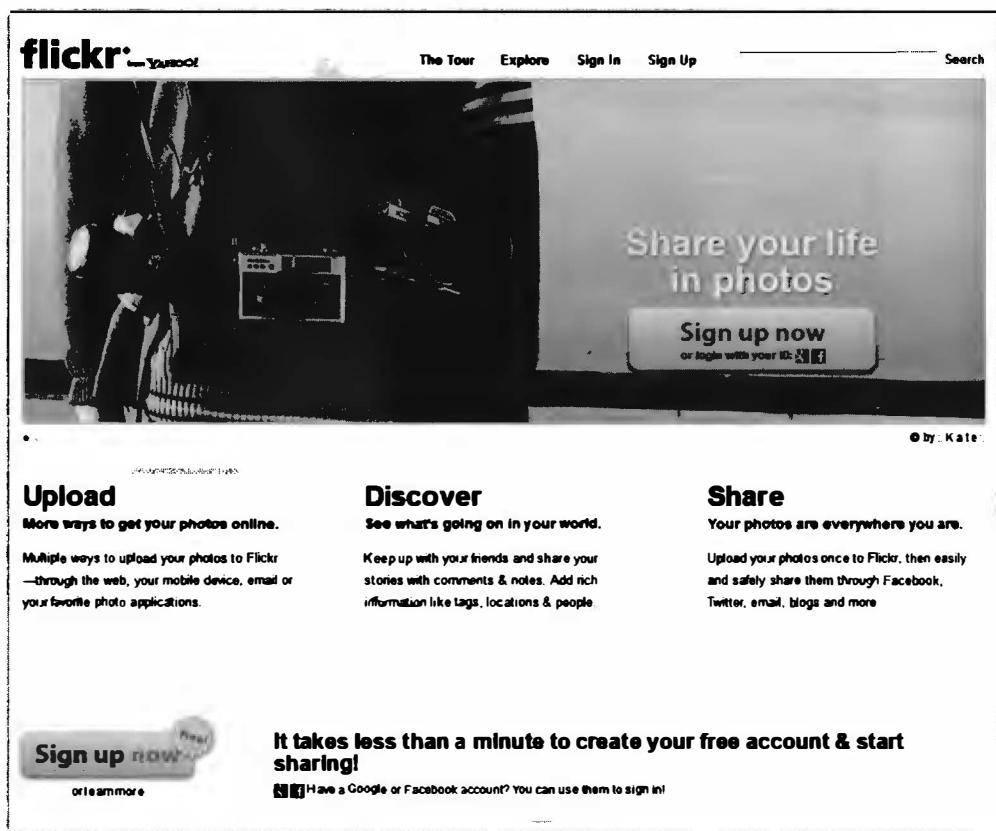 flickr from YAHOO!
The Tour Explore Sign In Sign Up Search
Share your life
in photos
Sign up now
or login with your ID:
© by: Kate
Upload
More ways to get your photos online.
Multiple ways to upload your photos to Flickr
—through the web, your mobile device, email or
your favorite photo applications.
Discover
See what's going on in your world.
Keep up with your friends and share your
stories with comments & notes. Add rich
information like tags, locations & people
Share
Your photos are everywhere you are.
Upload your photos once to Flickr, then easily
and safely share them through Facebook,
Twitter, email, blogs and more
Sign up now
Free!
or learn more
It takes less than a minute to create your free account & start
sharing!
Have a Google or Facebook account? You can use them to sign in!